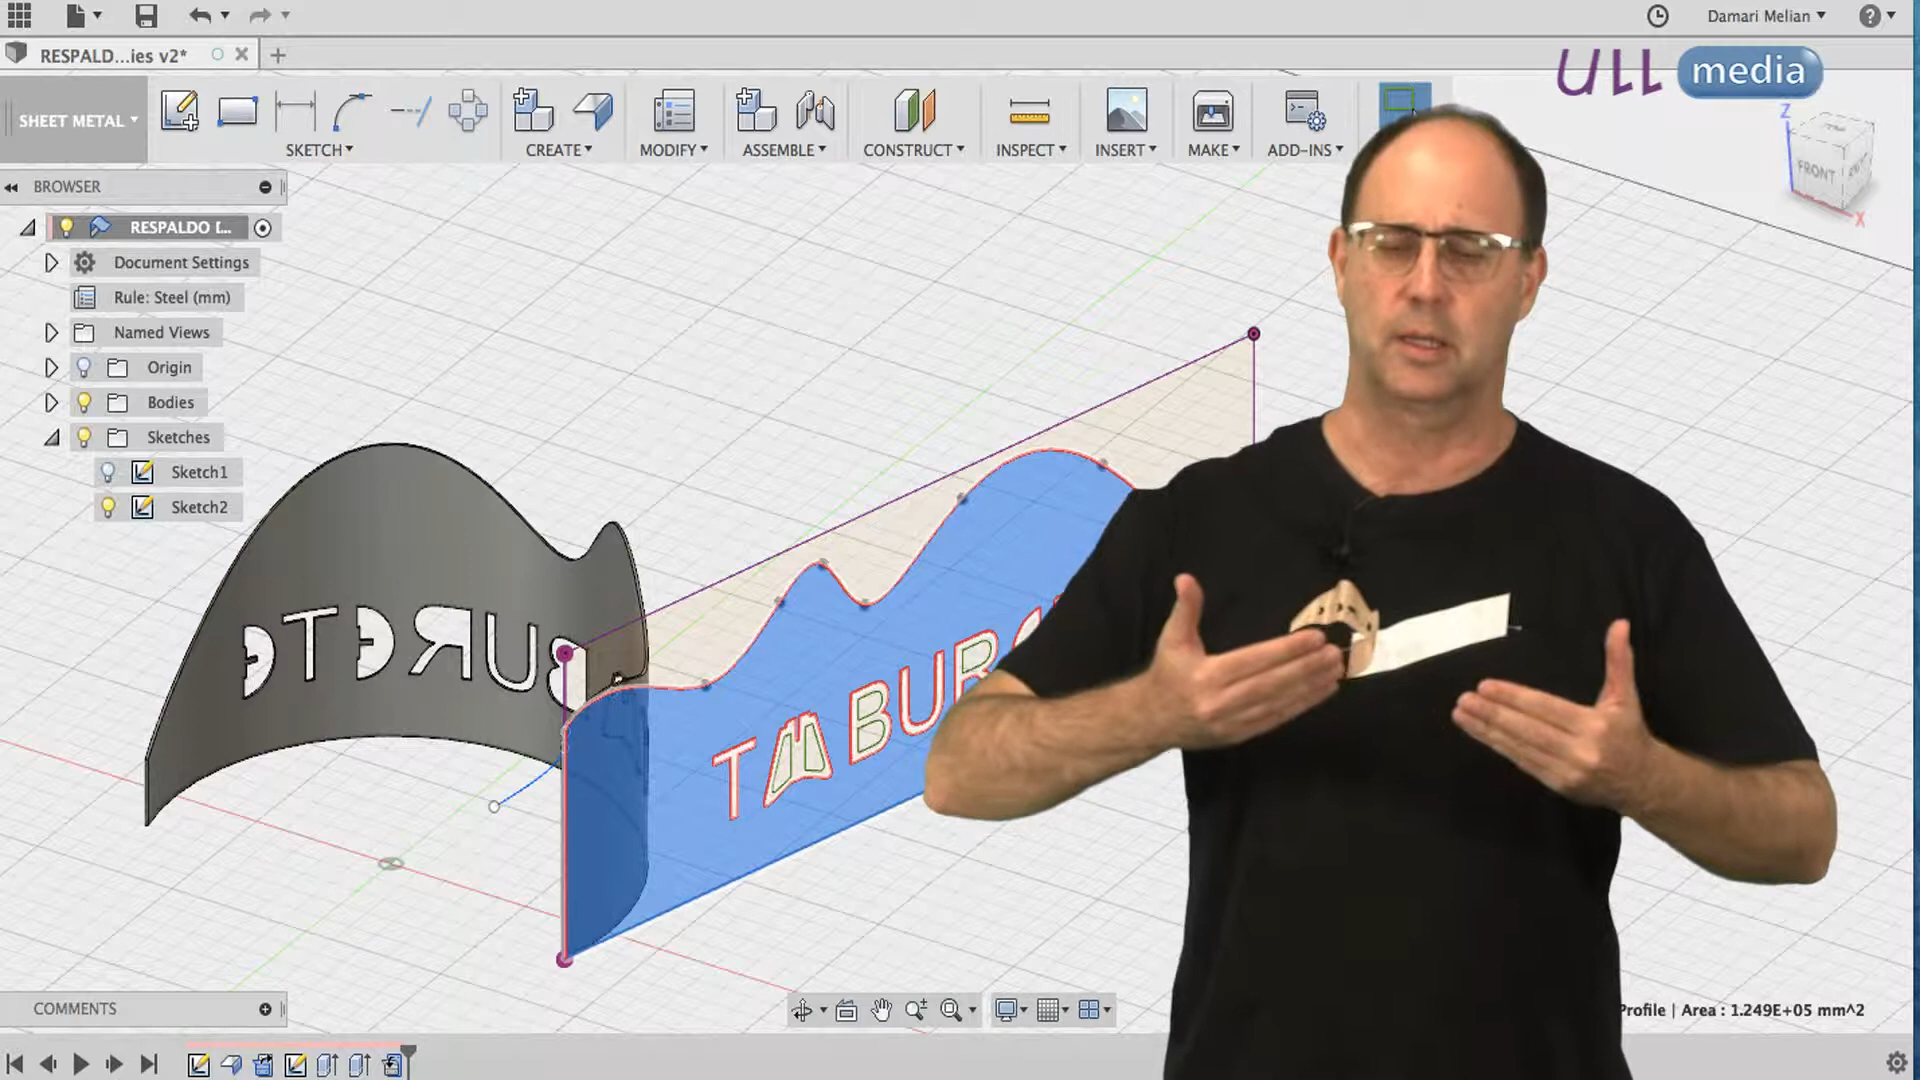 Damari Melian
RESPALD...ies v2*
ULL media
SHEET METAL
SKETCH
CREATE
MODIFY
ASSEMBLE
CONSTRUCT
INSPECT
INSERT
MAKE
ADD-INS
Z
FRONT
X
BROWSER
RESPALDO [...
Document Settings
Rule: Steel (mm)
Named Views
Origin
Bodies
Sketches
Sketch1
Sketch2
TABUR
COMMENTS
Profile | Area : 1.249E+05 mm^2